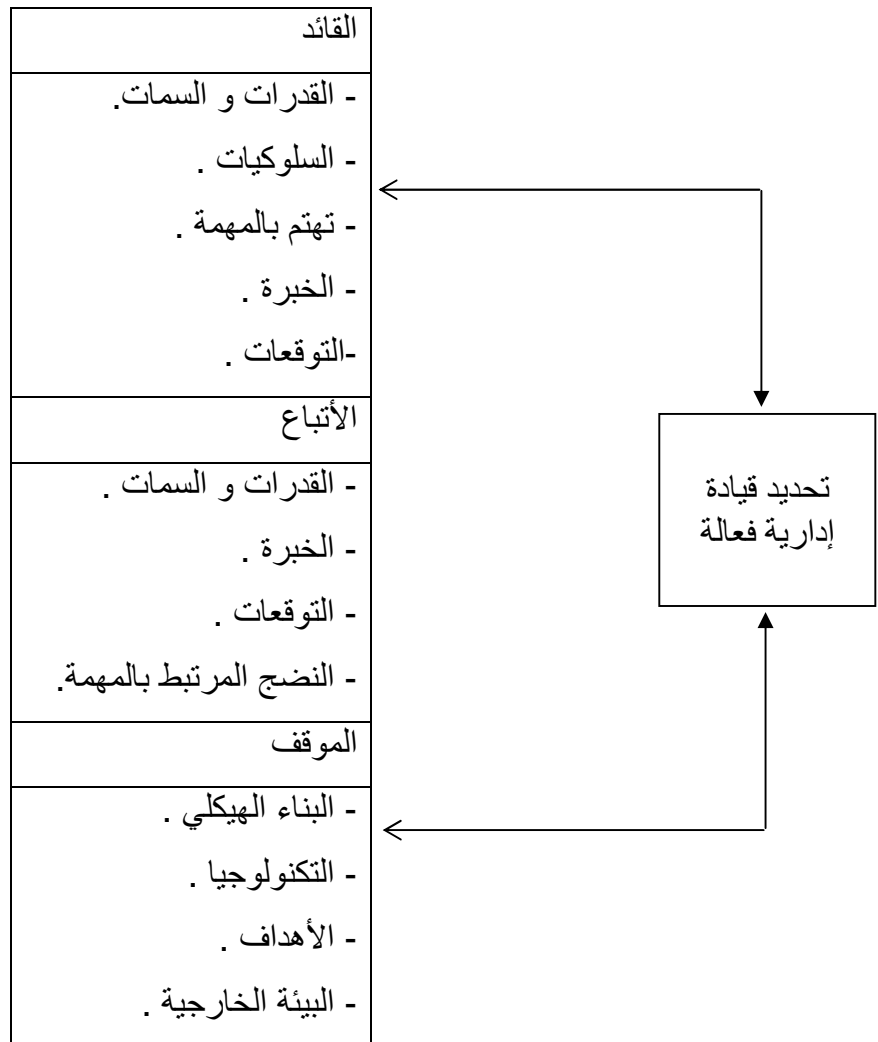 القائد
- القدرات و السمات.
- السلوكيات .
- تهتم بالمهمة .
- الخبرة .
-التوقعات .
الأتباع
- القدرات و السمات .
- الخبرة .
- التوقعات .
- النضج المرتبط بالمهمة.
الموقف
- البناء الهيكلي .
- التكنولوجيا .
- الأهداف .
- البيئة الخارجية .
تحديد قيادة
إدارية فعالة